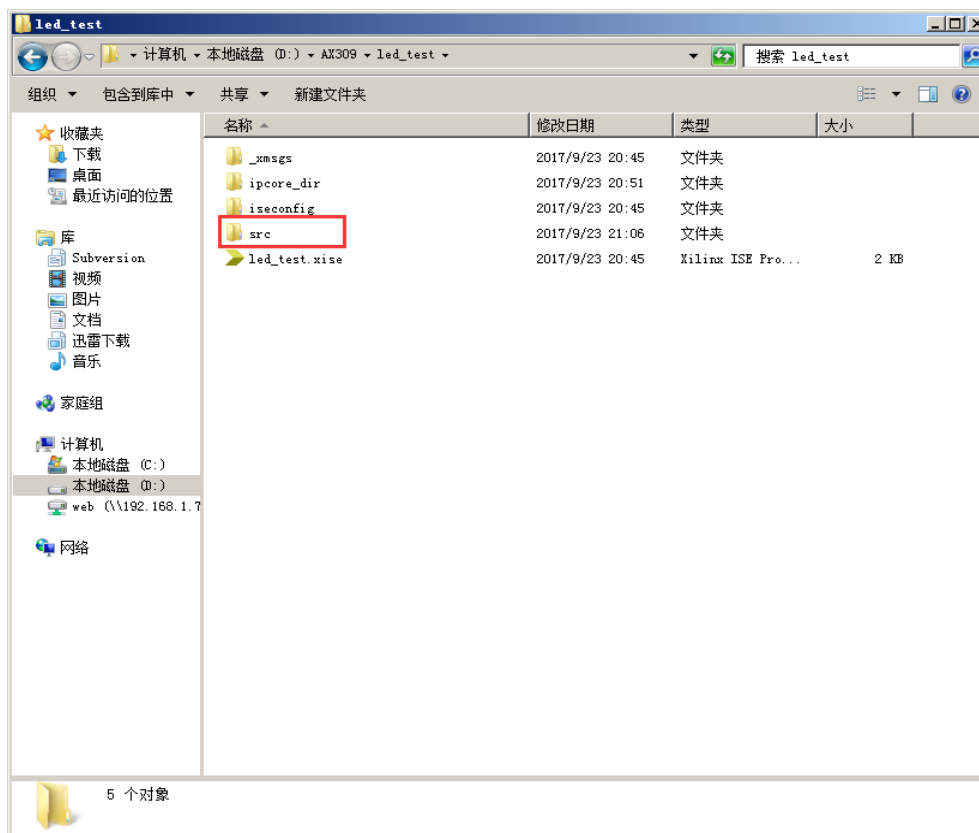 led_test
计算机 本地磁盘 (D:) AX309 led_test
搜索 led_test
组织 包含到库中 共享 新建文件夹
名称 修改日期 类型 大小
收藏夹
下载
桌面
最近访问的位置
库
Subversion
视频
图片
文档
迅雷下载
音乐
家庭组
计算机
本地磁盘 (C:)
本地磁盘 (D:)
web (\\192.168.1.7
网络
_xmsgs 2017/9/23 20:45 文件夹
ipcore_dir 2017/9/23 20:51 文件夹
iseconfig 2017/9/23 20:45 文件夹
src 2017/9/23 21:06 文件夹
led_test.xise 2017/9/23 20:45 Xilinx ISE Pro... 2 KB
5 个对象